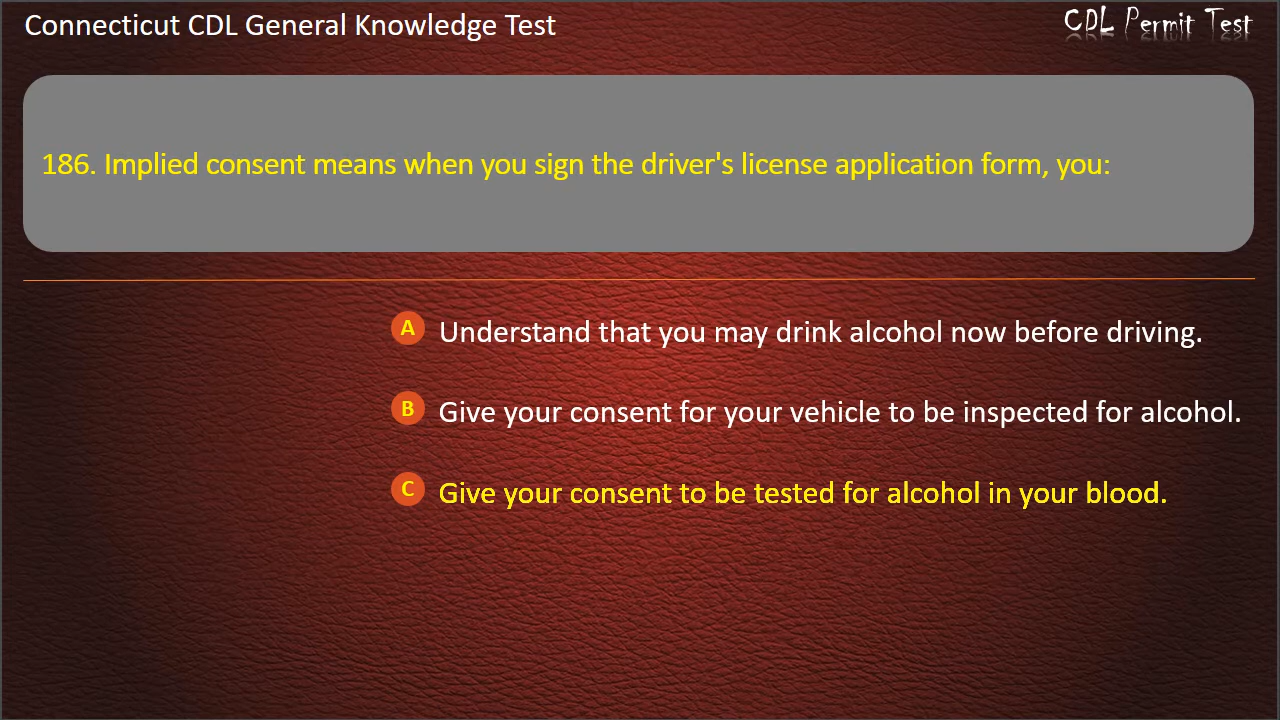 Connecticut CDL General Knowledge Test
CDL Permit Test
186. Implied consent means when you sign the driver's license application form, you:
A Understand that you may drink alcohol now before driving.
B Give your consent for your vehicle to be inspected for alcohol.
C Give your consent to be tested for alcohol in your blood.